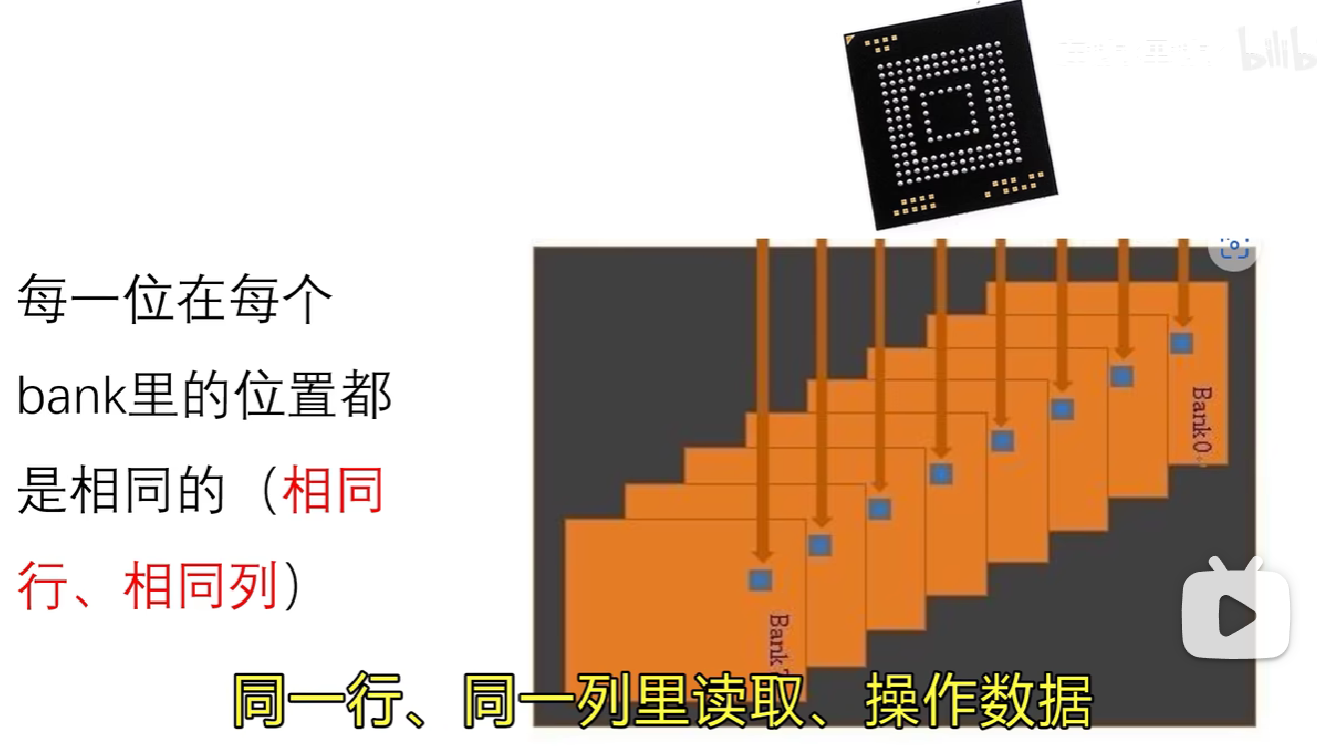 bilibili
每一位在每个
bank里的位置都
是相同的（相同
行、相同列）
Bank0
Bank
同一行、同一列里读取、操作数据